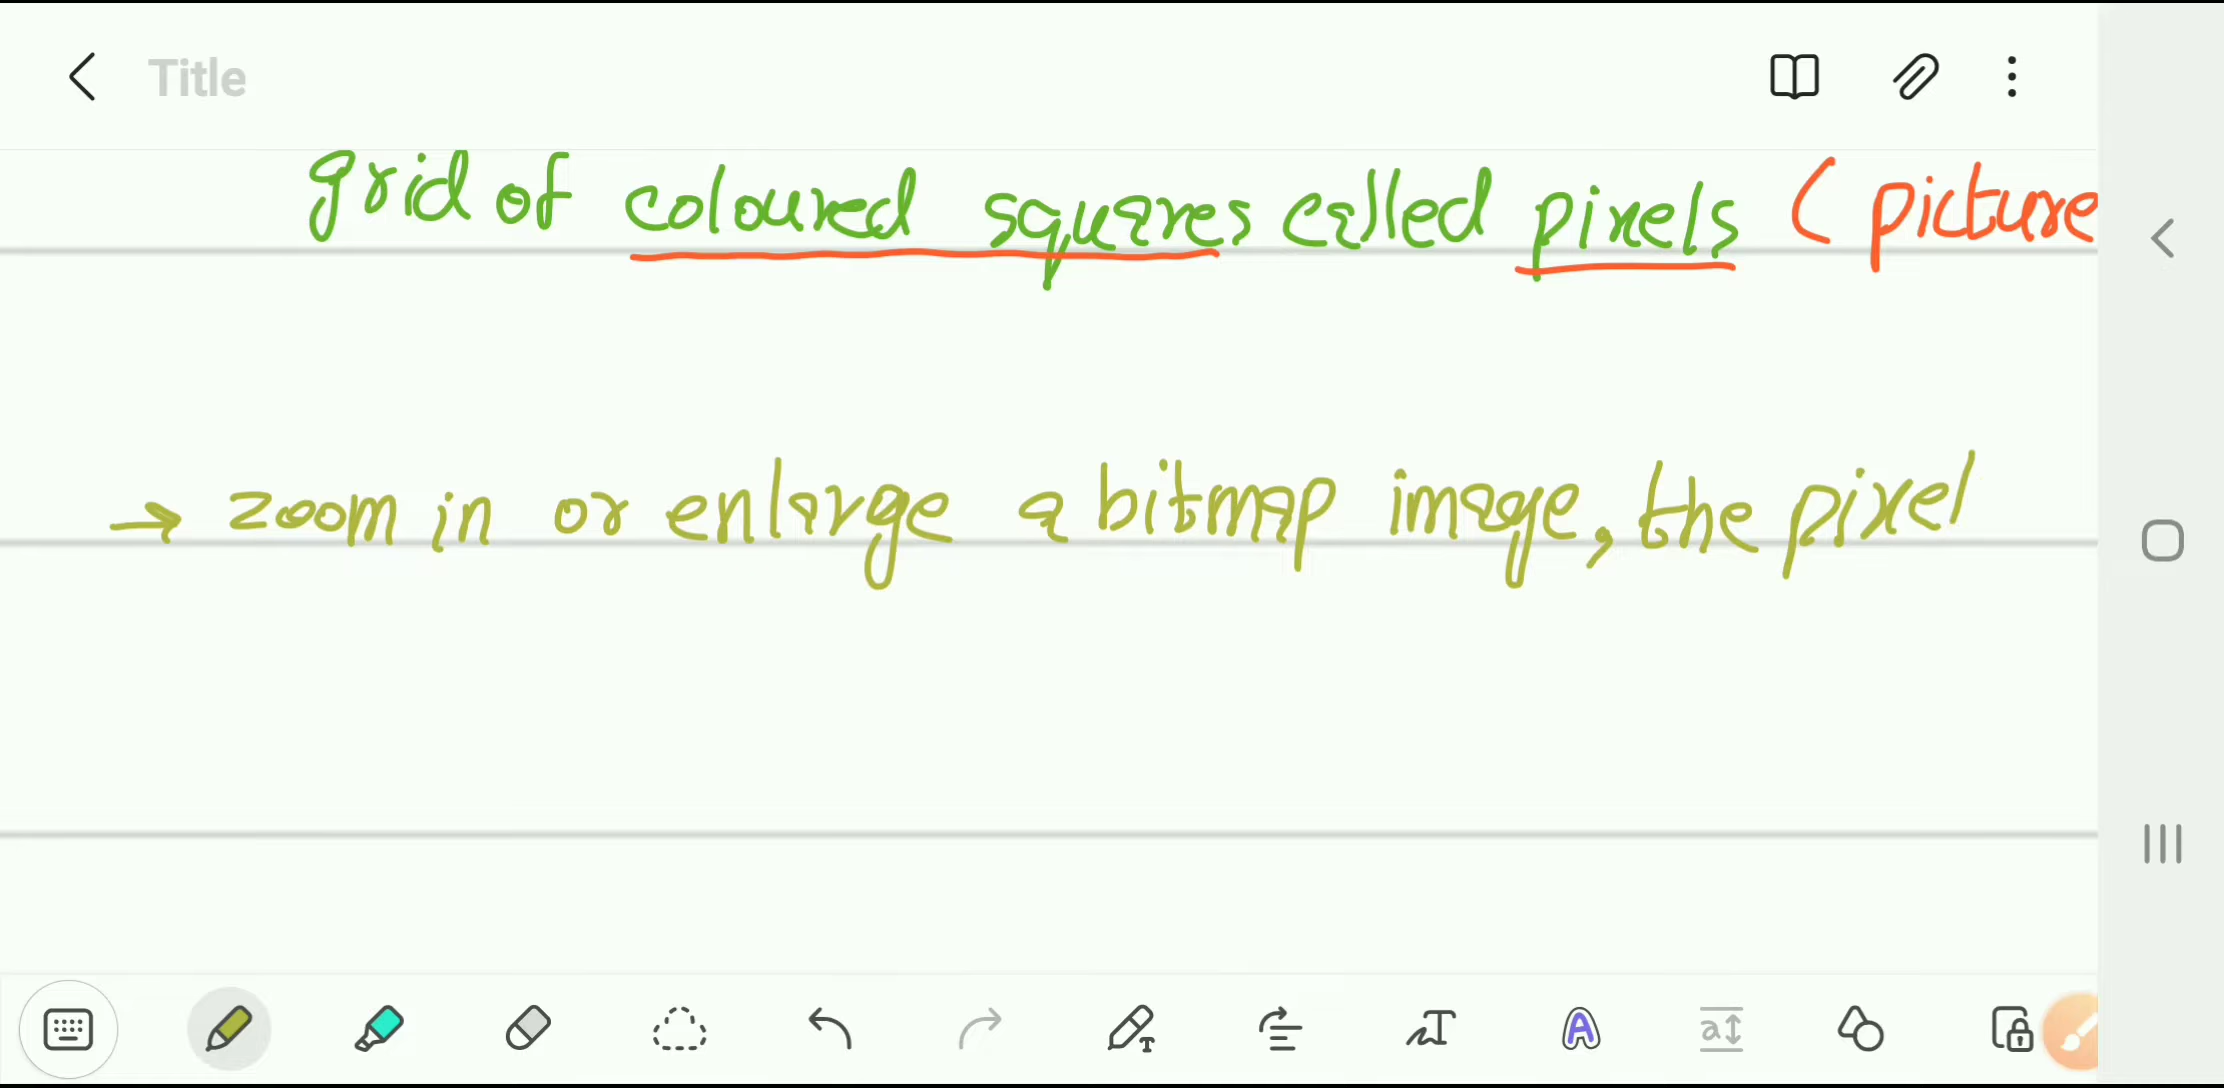 Title
grid of coloured squares called pixels ( picture
→ zoom in or enlarge a bitmap image, the pixel